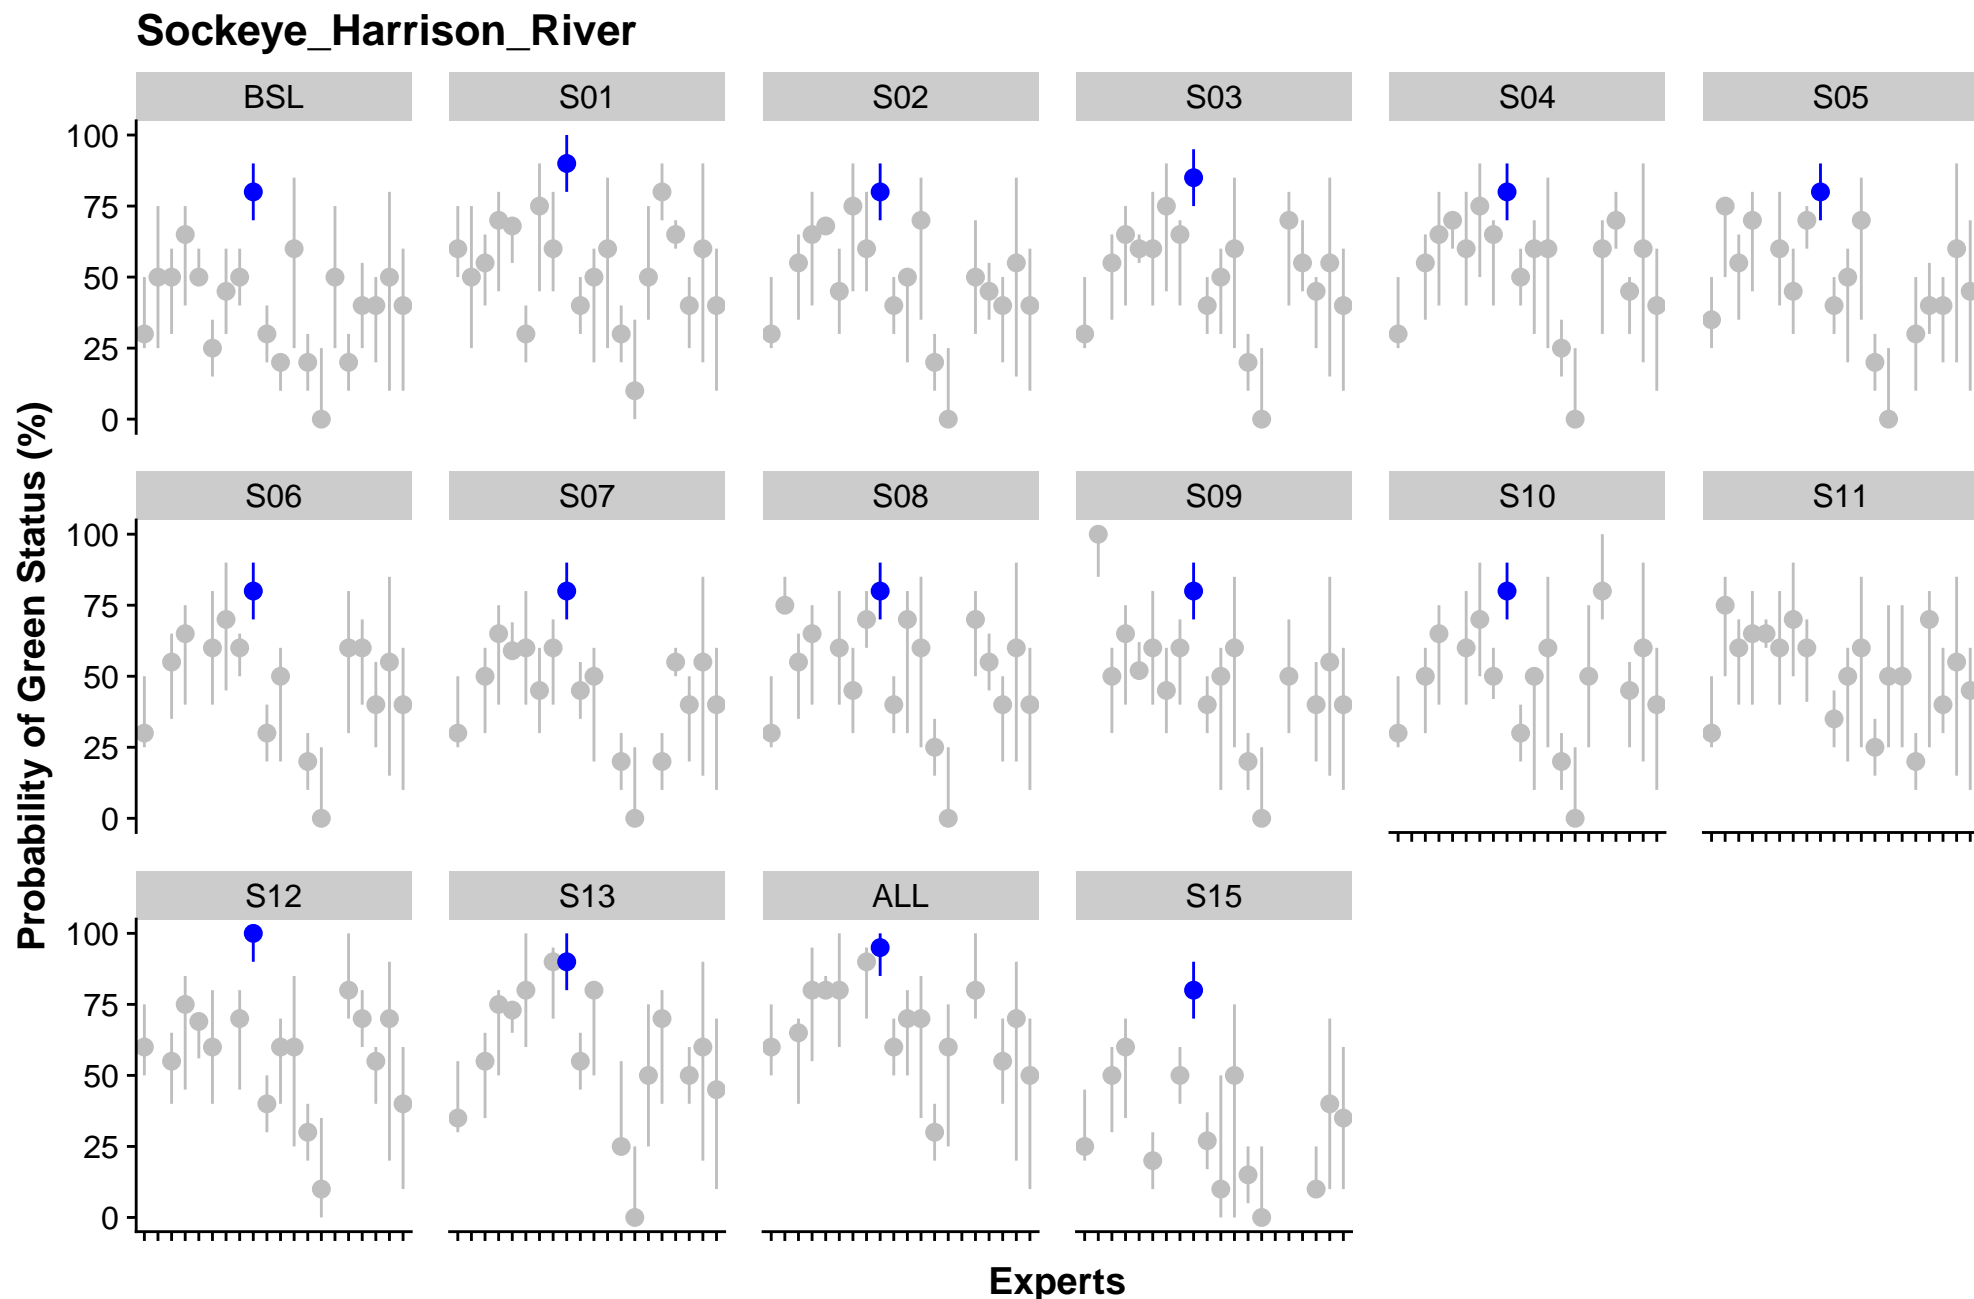 Sockeye_Harrison_River
BSL S01 S02 S03 S04 S05
100
75
50
25
0
S06 S07 S08 S09 S10 S11
100
75
50
25
0
S12 S13 ALL S15
100
75
50
25
0
Probability of Green Status (%)
Experts